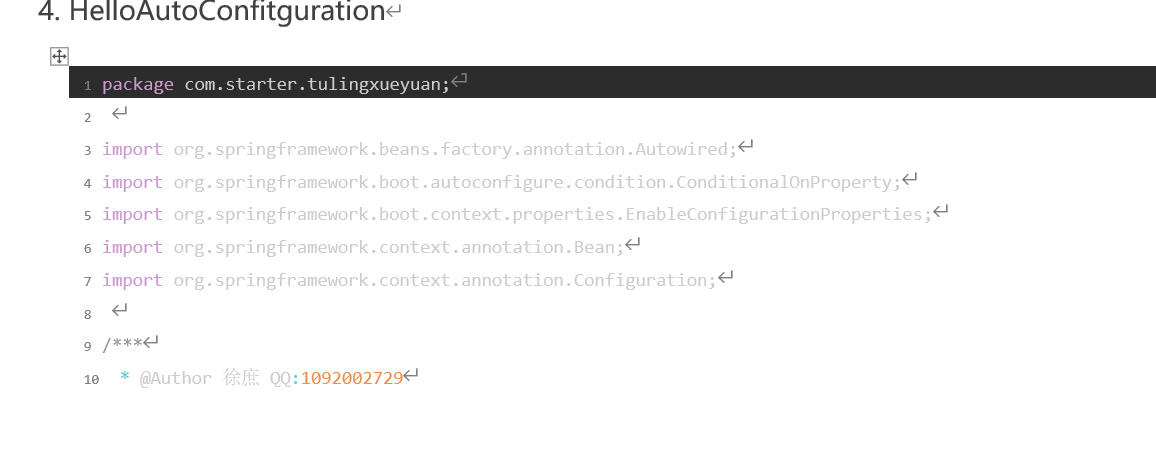 4. HelloAutoConfitguration
1 package com.starter.tulingxueyuan;
2
3 import org.springframework.beans.factory.annotation.Autowired;
4 import org.springframework.boot.autoconfigure.condition.ConditionalOnProperty;
5 import org.springframework.boot.context.properties.EnableConfigurationProperties;
6 import org.springframework.context.annotation.Bean;
7 import org.springframework.context.annotation.Configuration;
8
9 /***
10 * @Author 徐庶 QQ:1092002729